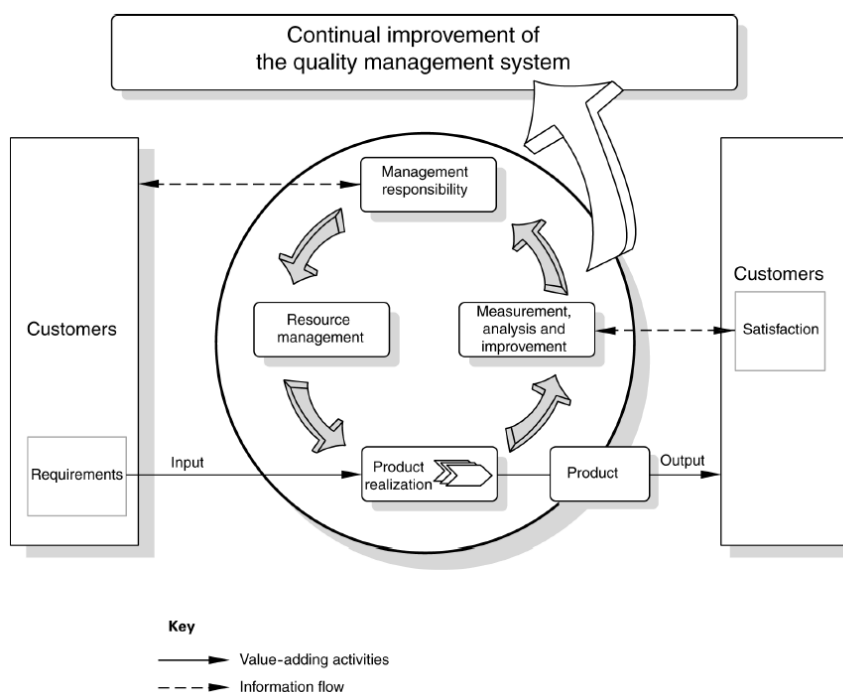 Continual improvement of
the quality management system
Management
responsibility
Customers
Resource
management
Measurement,
analysis and
improvement
Customers
Satisfaction
Requirements
Input
Product
realization
Product
Output
Key
Value-adding activities
Information flow